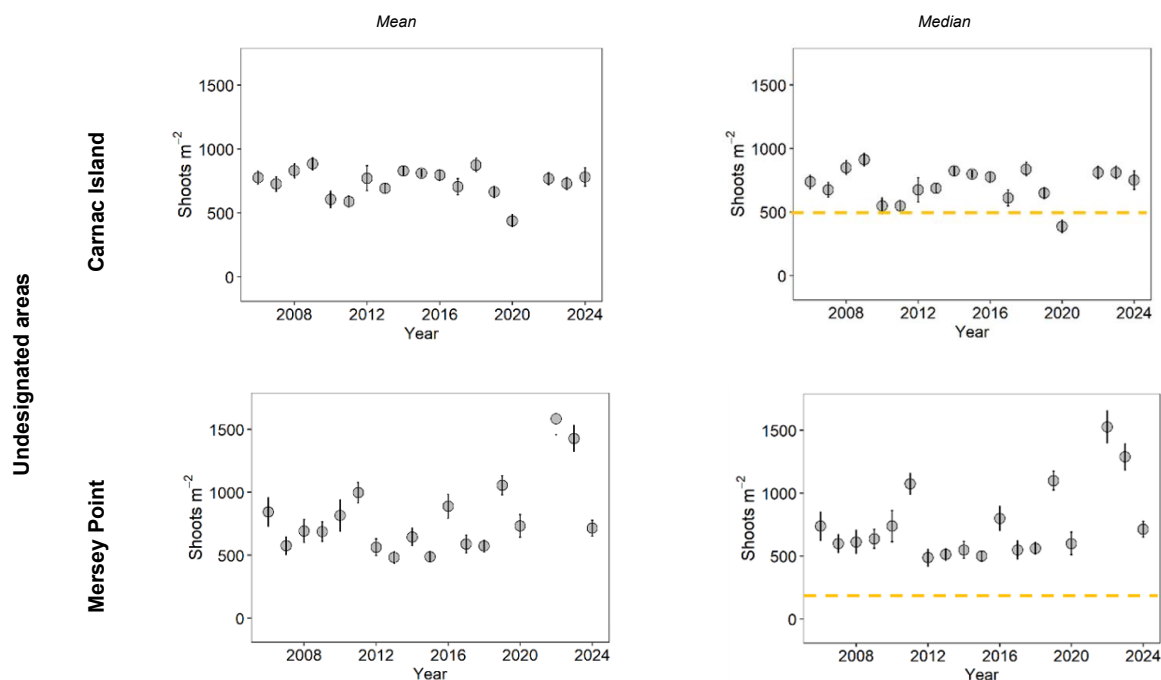 Mean
Median
Undesignated areas
Carnac Island
Shoots m⁻²
1500
1000
500
0
2008 2012 2016 2020 2024
Year
Shoots m⁻²
1500
1000
500
0
2008 2012 2016 2020 2024
Year
Mersey Point
Shoots m⁻²
1500
1000
500
0
2008 2012 2016 2020 2024
Year
Shoots m⁻²
1500
1000
500
0
2008 2012 2016 2020 2024
Year